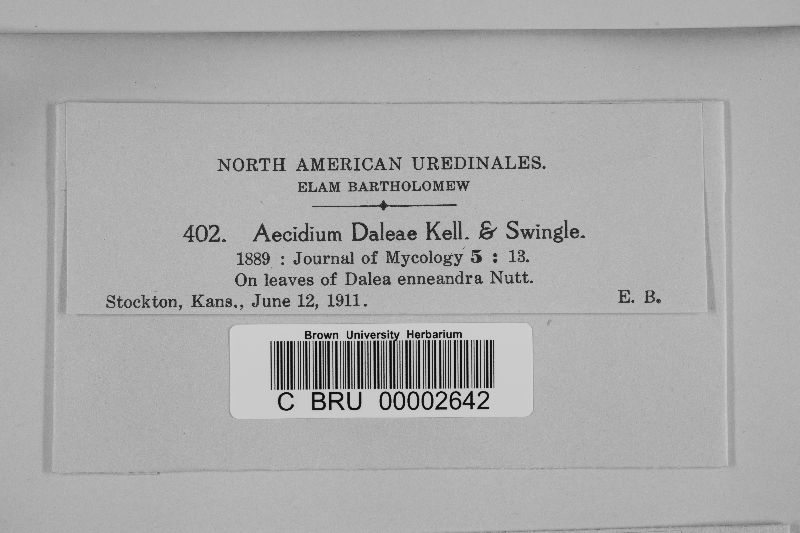 NORTH AMERICAN UREDINALES.
ELAM BARTHOLOMEW
402. Aecidium Daleae Kell. & Swingle.
1889 : Journal of Mycology 5 : 13.
On leaves of Dalea enneandra Nutt.
Stockton, Kans., June 12, 1911. E. B.
Brown University Herbarium
C BRU 00002642